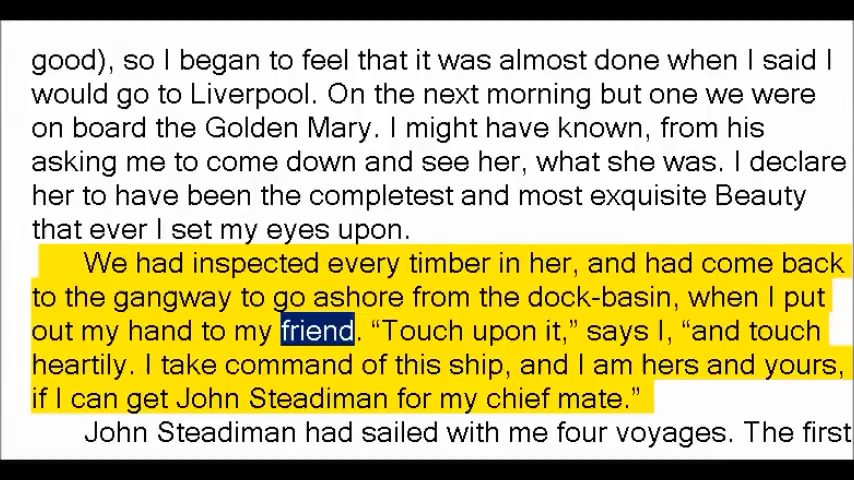 good), so I began to feel that it was almost done when I said I
would go to Liverpool. On the next morning but one we were
on board the Golden Mary. I might have known, from his
asking me to come down and see her, what she was. I declare
her to have been the completest and most exquisite Beauty
that ever I set my eyes upon.
We had inspected every timber in her, and had come back
to the gangway to go ashore from the dock-basin, when I put
out my hand to my friend. “Touch upon it,” says I, “and touch
heartily. I take command of this ship, and I am hers and yours,
if I can get John Steadiman for my chief mate.”
John Steadiman had sailed with me four voyages. The first